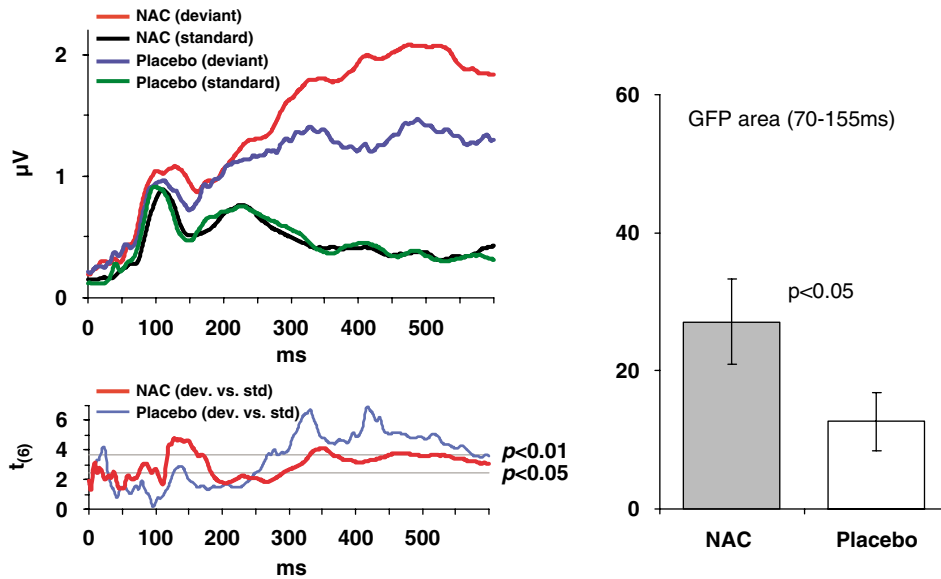 NAC (deviant)
NAC (standard)
Placebo (deviant)
Placebo (standard)
2
1
0
µV
0 100 200 300 400 500
ms
NAC (dev. vs. std)
Placebo (dev. vs. std)
6
4
2
0
t(6)
p<0.01
p<0.05
0 100 200 300 400 500
ms
60
40
20
0
GFP area (70-155ms)
p<0.05
NAC Placebo